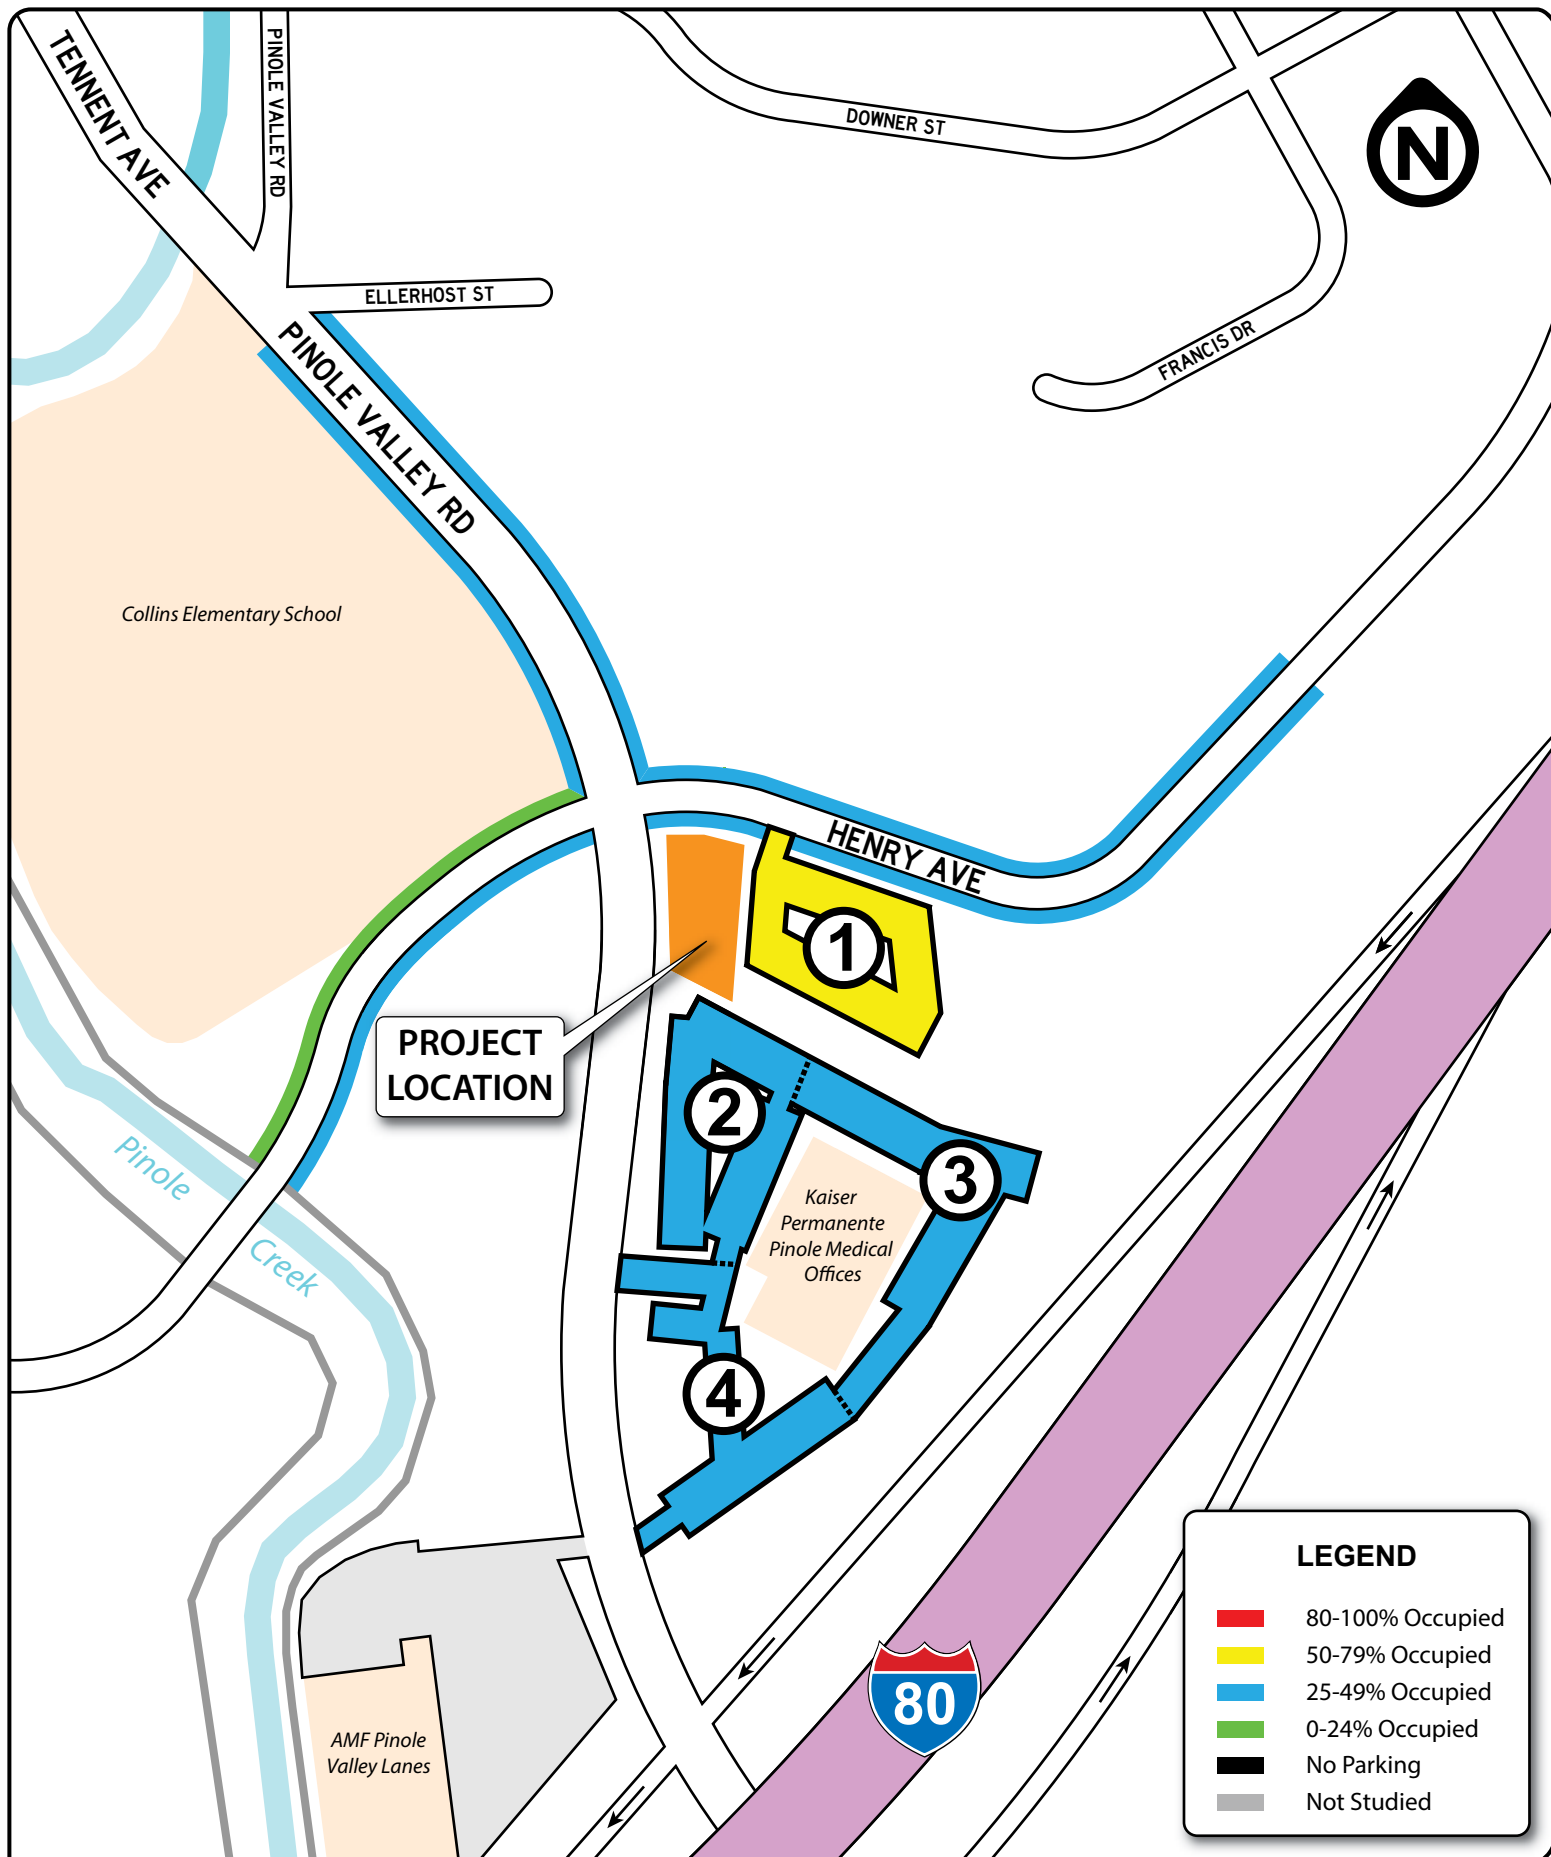 TENNENT AVE
PINOLE VALLEY RD
DOWNER ST
N
ELLERHOST ST
FRANCIS DR
PINOLE VALLEY RD
Collins Elementary School
HENRY AVE
1
PROJECT
LOCATION
2
3
Pinole
Creek
Kaiser
Permanente
Pinole Medical
Offices
4
80
AMF Pinole
Valley Lanes
LEGEND
80-100% Occupied
50-79% Occupied
25-49% Occupied
0-24% Occupied
No Parking
Not Studied